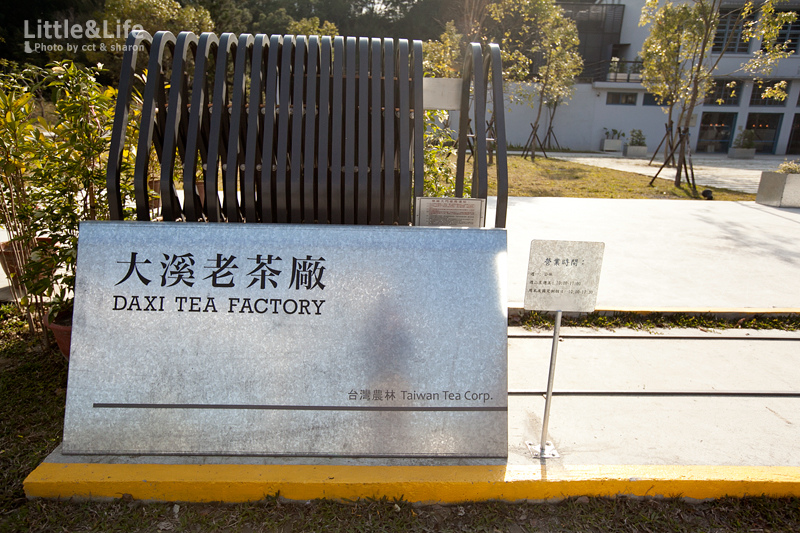 Little&Life
Photo by cct & sharon
大溪老茶廠
DAXI TEA FACTORY
台灣農林 Taiwan Tea Corp.
營業時間：